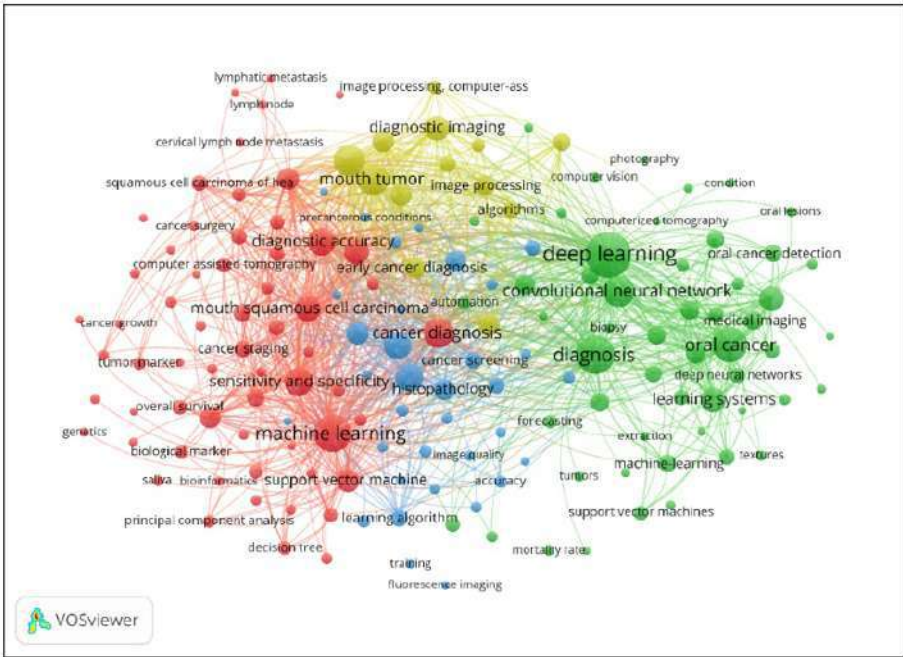 lymphatic metastasis
image processing, computer-ass
lymph node
diagnostic imaging
cervical lymph node metastasis
photography
mouth tumor
image processing
computer vision
condition
squamous cell carcinoma of hea
algorithms
oral lesions
cancer surgery
precancerous conditions
computerized tomography
diagnostic accuracy
deep learning
oral cancer detection
computer assisted tomography
early cancer diagnosis
convolutional neural network
automation
mouth squamous cell carcinoma
medical imaging
cancer growth
cancer diagnosis
biopsy
oral cancer
cancer staging
cancer screening
diagnosis
tumor marker
deep neural networks
sensitivity and specificity
histopathology
learning systems
overall survival
forecasting
genetics
machine learning
extraction
biological marker
image quality
machine-learning
textures
saliva
bioinformatics
support vector machine
accuracy
tumors
principal component analysis
learning algorithm
support vector machines
decision tree
mortality rate
training
fluorescence imaging
VOSviewer